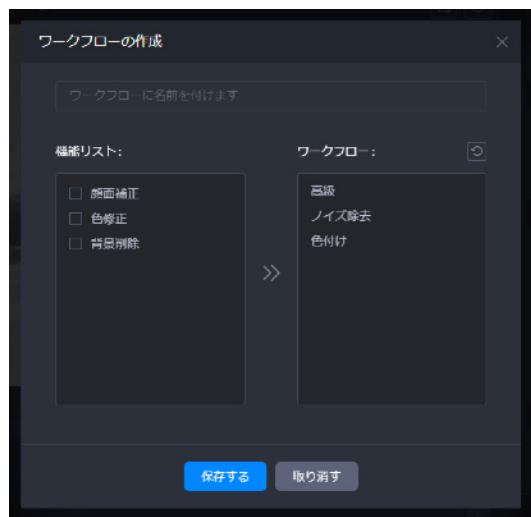 ワークフローの作成
ワークフローに名前を付けます
機能リスト:
ワークフロー:
顔面補正
色修正
背景削除
高級
ノイズ除去
色付け
保存する
取り消す